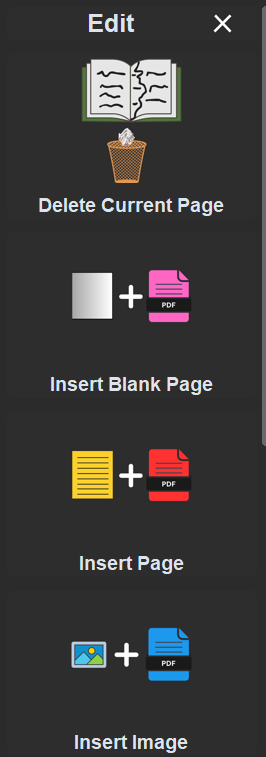 Edit
Delete Current Page
PDF
Insert Blank Page
PDF
Insert Page
PDF
Insert Image